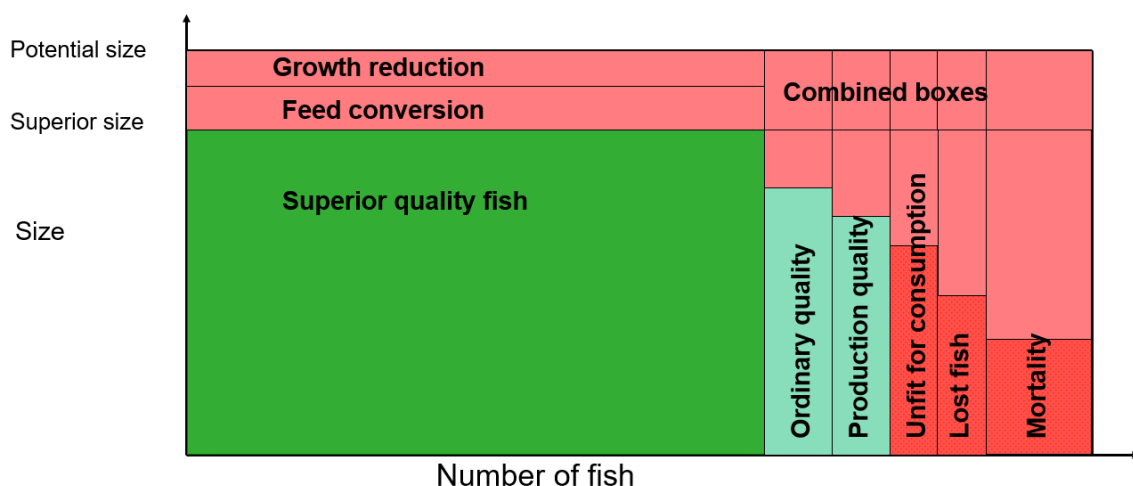 Potential size
Growth reduction
Combined boxes
Feed conversion
Superior size
Superior quality fish
Size
Ordinary quality
Production quality
Unfit for consumption
Lost fish
Mortality
Number of fish